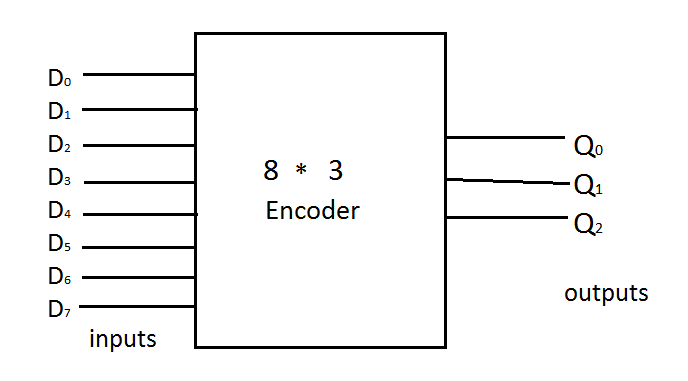 D₀
D₁
D₂
D₃
D₄
D₅
D₆
D₇
inputs
8 * 3
Encoder
Q₀
Q₁
Q₂
outputs